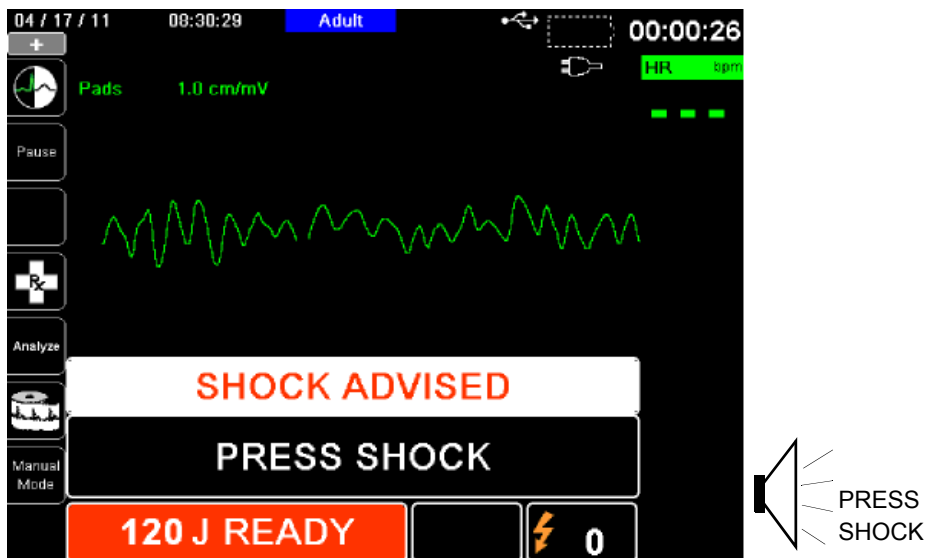 04 / 17 / 11 08:30:29 Adult 00:00:26
+
HR bpm
Pads 1.0 cm/mV
- - -
Pause
Rx
Analyze
SHOCK ADVISED
PRESS SHOCK
Manual
Mode
PRESS
SHOCK
120 J READY 0